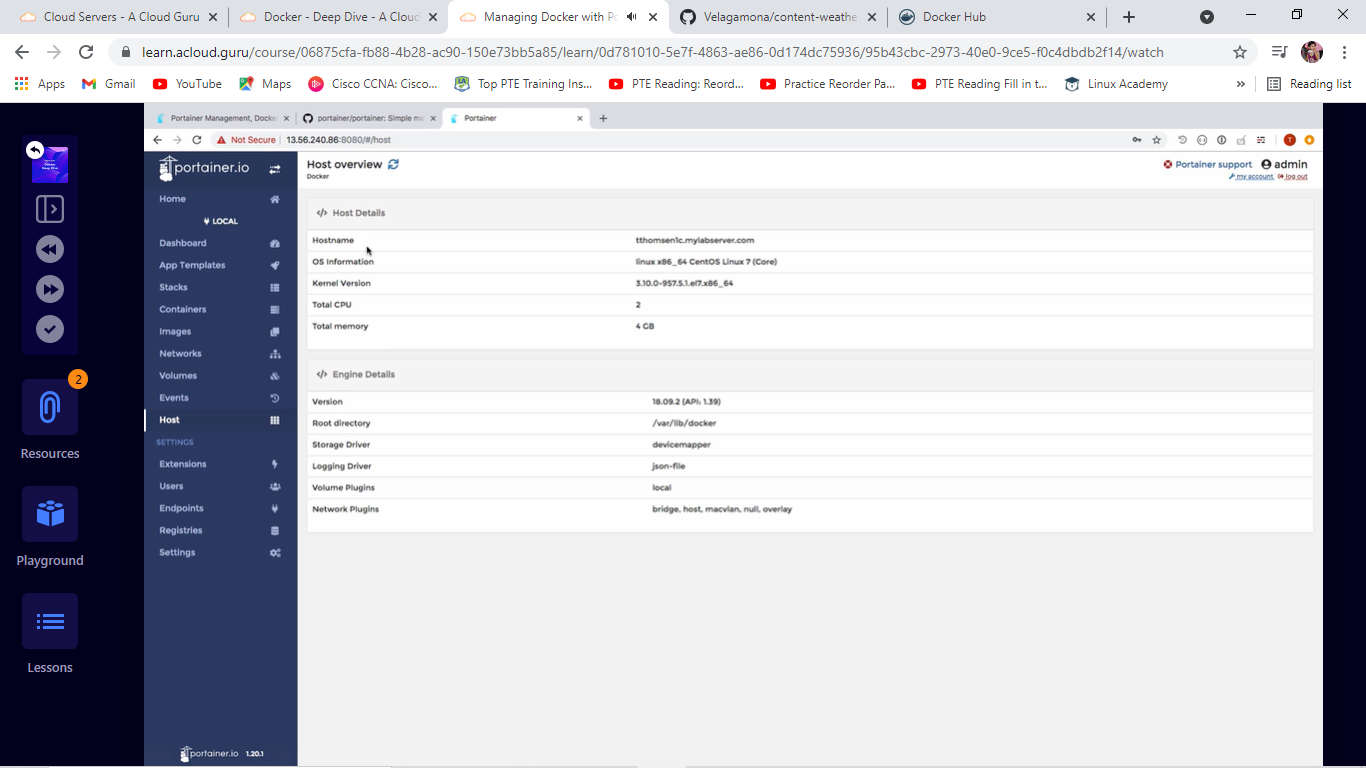 Cloud Servers - A Cloud Guru
Docker - Deep Dive - A Cloud
Managing Docker with Po
Velagamona/content-weathe
Docker Hub
learn.acloud.guru/course/06875cfa-fb88-4b28-ac90-150e73bb5a85/learn/0d781010-5e7f-4863-ae86-0d174dc75936/95b43cbc-2973-40e0-9ce5-f0c4dbdb2f14/watch
Apps
Gmail
YouTube
Maps
Cisco CCNA: Cisco...
Top PTE Training Ins...
PTE Reading: Reord...
Practice Reorder Pa...
PTE Reading Fill in t...
Linux Academy
»
Reading list
Portainer Management, Docke
portainer/portainer: Simple ma
Portainer
Not Secure
13.56.240.86:8080/#/host
portainer.io
Host overview
Docker
Portainer support
admin
my account
log out
Home
LOCAL
Dashboard
App Templates
Stacks
Containers
Images
Networks
Volumes
Events
Host
SETTINGS
Extensions
Users
Endpoints
Registries
Settings
portainer.io 1.20.1
</> Host Details
Hostname tthomsen1c.mylabserver.com
OS Information linux x86_64 CentOS Linux 7 (Core)
Kernel Version 3.10.0-957.5.1.el7.x86_64
Total CPU 2
Total memory 4 GB
</> Engine Details
Version 18.09.2 (API: 1.39)
Root directory /var/lib/docker
Storage Driver devicemapper
Logging Driver json-file
Volume Plugins local
Network Plugins bridge, host, macvlan, null, overlay
Docker
Deep Dive
2
Resources
Playground
Lessons